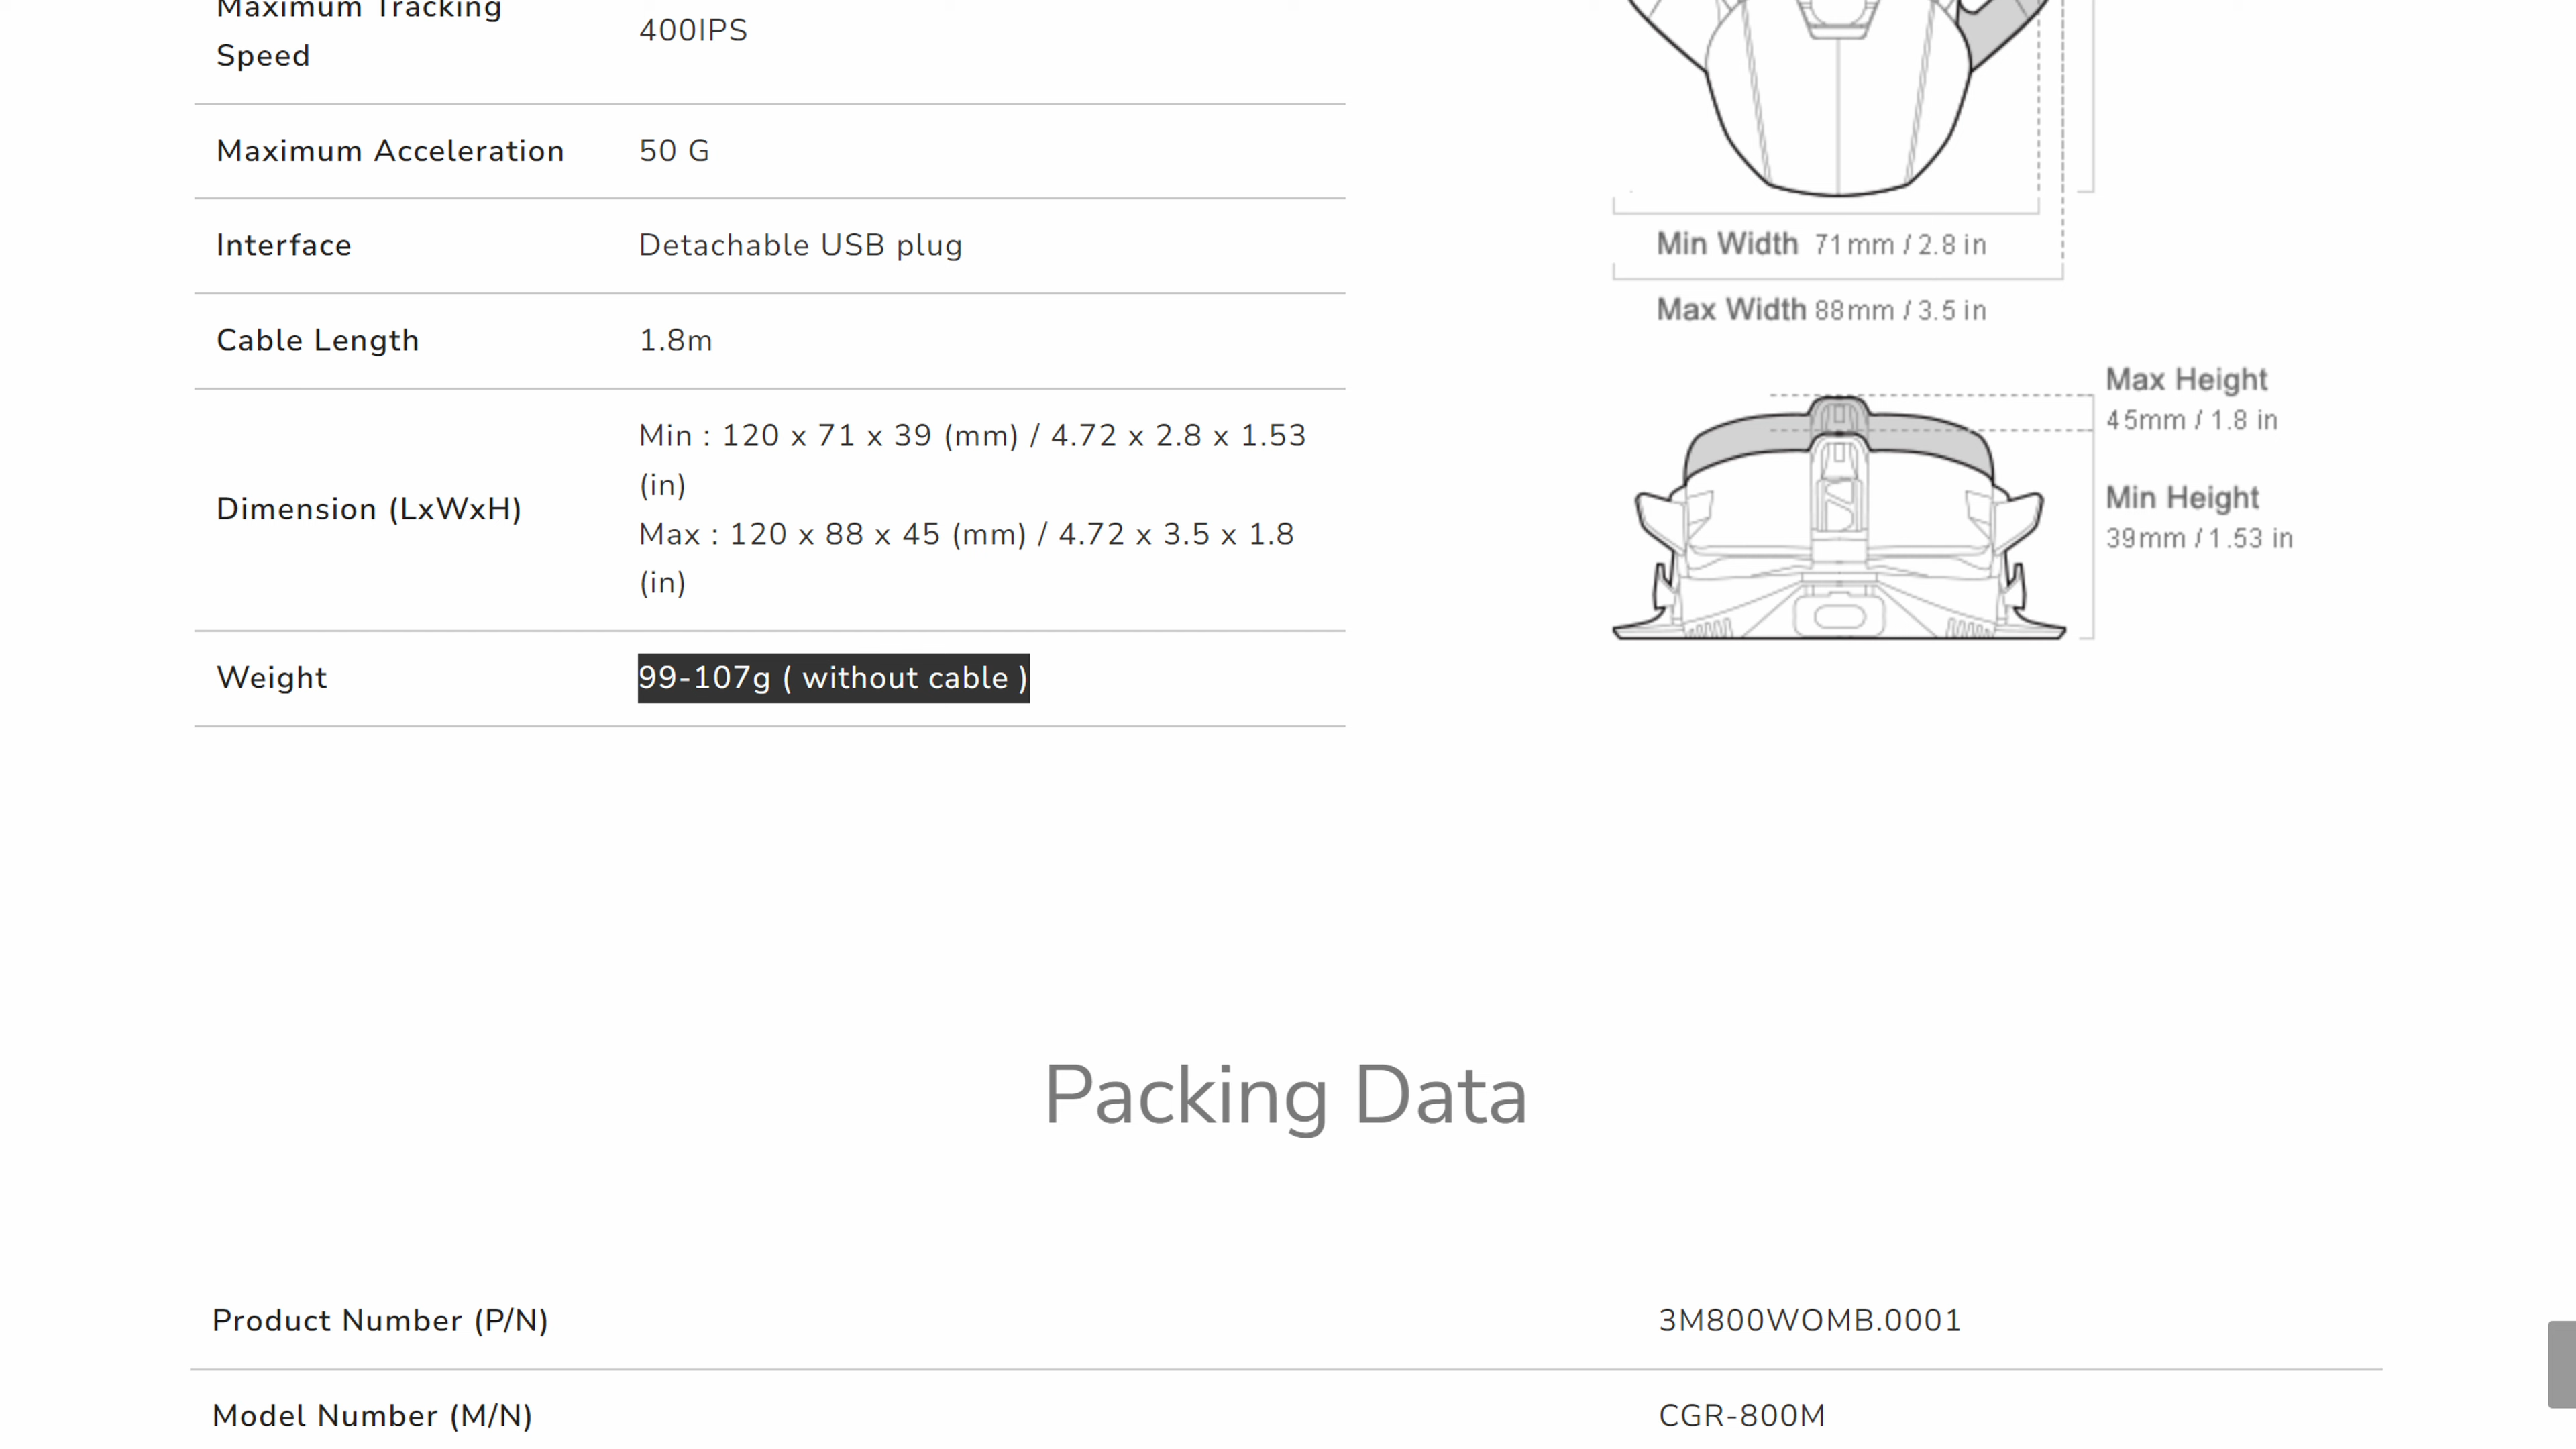 Maximum Tracking
Speed
400IPS
Maximum Acceleration
50 G
Interface
Detachable USB plug
Cable Length
1.8m
Dimension (LxWxH)
Min : 120 x 71 x 39 (mm) / 4.72 x 2.8 x 1.53
(in)
Max : 120 x 88 x 45 (mm) / 4.72 x 3.5 x 1.8
(in)
Weight
99-107g ( without cable )
Min Width 71mm / 2.8 in
Max Width 88mm / 3.5 in
Max Height
45mm / 1.8 in
Min Height
39mm / 1.53 in
Packing Data
Product Number (P/N)
3M800WOMB.0001
Model Number (M/N)
CGR-800M